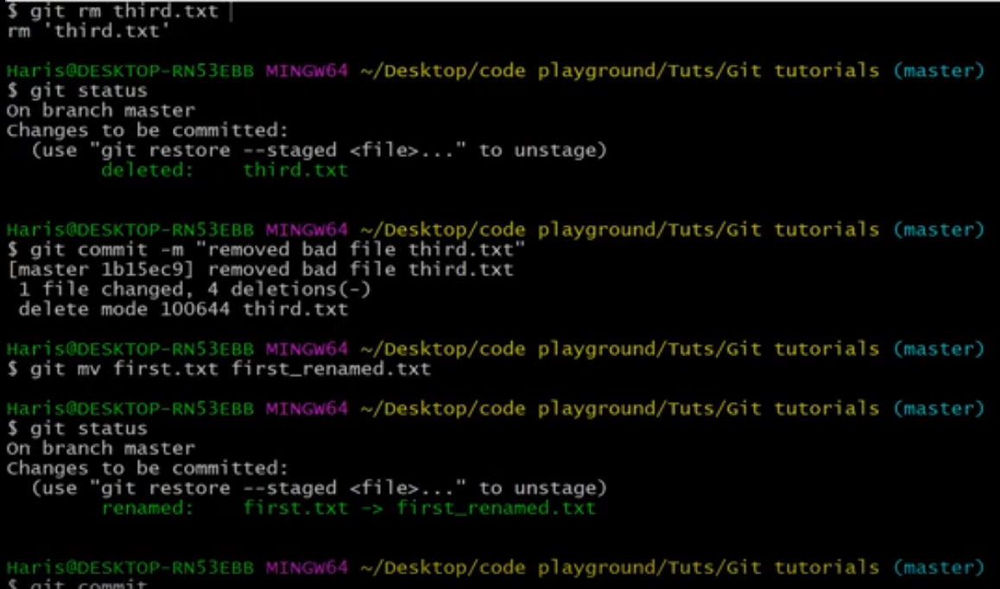 $ git rm third.txt
rm 'third.txt'
Haris@DESKTOP-RN53EBB MINGW64 ~/Desktop/code playground/Tuts/Git tutorials (master)
$ git status
On branch master
Changes to be committed:
  (use "git restore --staged <file>..." to unstage)
        deleted:    third.txt
Haris@DESKTOP-RN53EBB MINGW64 ~/Desktop/code playground/Tuts/Git tutorials (master)
$ git commit -m "removed bad file third.txt"
[master 1b15ec9] removed bad file third.txt
 1 file changed, 4 deletions(-)
 delete mode 100644 third.txt
Haris@DESKTOP-RN53EBB MINGW64 ~/Desktop/code playground/Tuts/Git tutorials (master)
$ git mv first.txt first_renamed.txt
Haris@DESKTOP-RN53EBB MINGW64 ~/Desktop/code playground/Tuts/Git tutorials (master)
$ git status
On branch master
Changes to be committed:
  (use "git restore --staged <file>..." to unstage)
        renamed:    first.txt -> first_renamed.txt
Haris@DESKTOP-RN53EBB MINGW64 ~/Desktop/code playground/Tuts/Git tutorials (master)
$ git commit